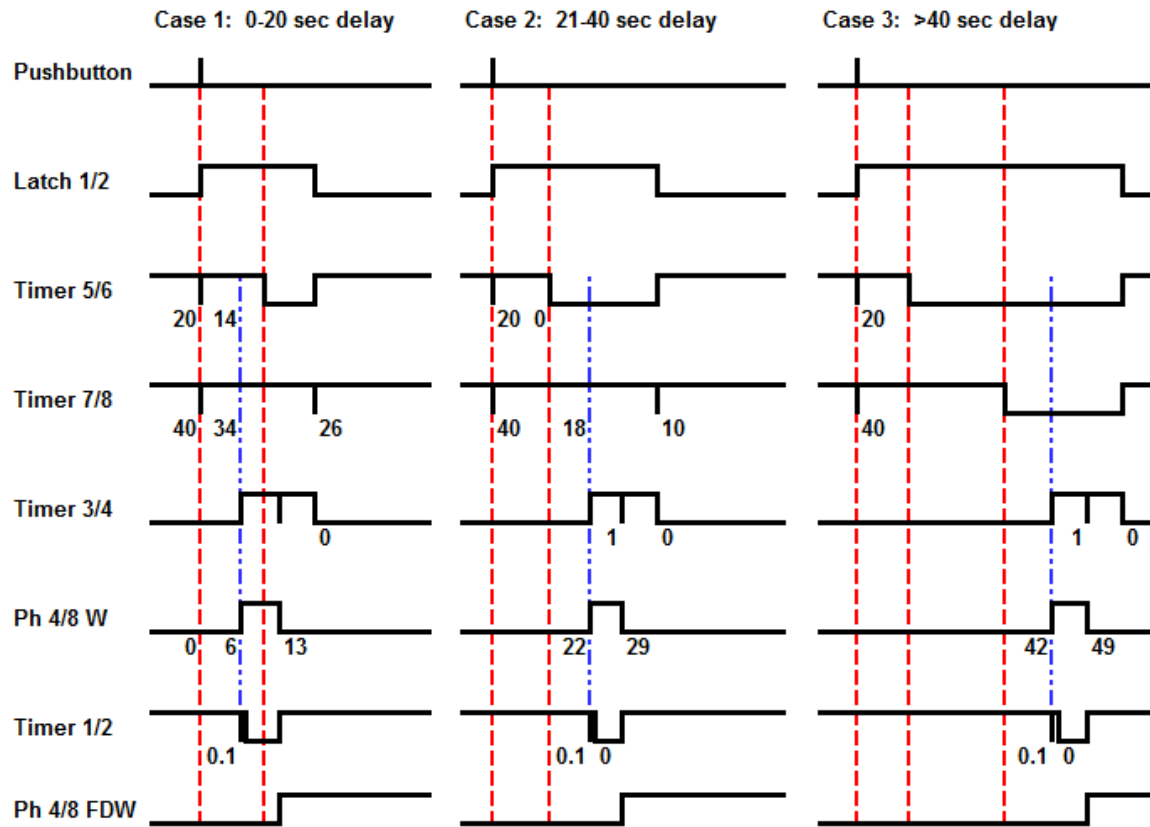 Case 1: 0-20 sec delay
Case 2: 21-40 sec delay
Case 3: >40 sec delay
Pushbutton
Latch 1/2
Timer 5/6
20 14
20 0
20
Timer 7/8
40 34 26
40 18 10
40
Timer 3/4
0
1 0
1 0
Ph 4/8 W
0 6 13
22 29
42 49
Timer 1/2
0.1
0.1 0
0.1 0
Ph 4/8 FDW